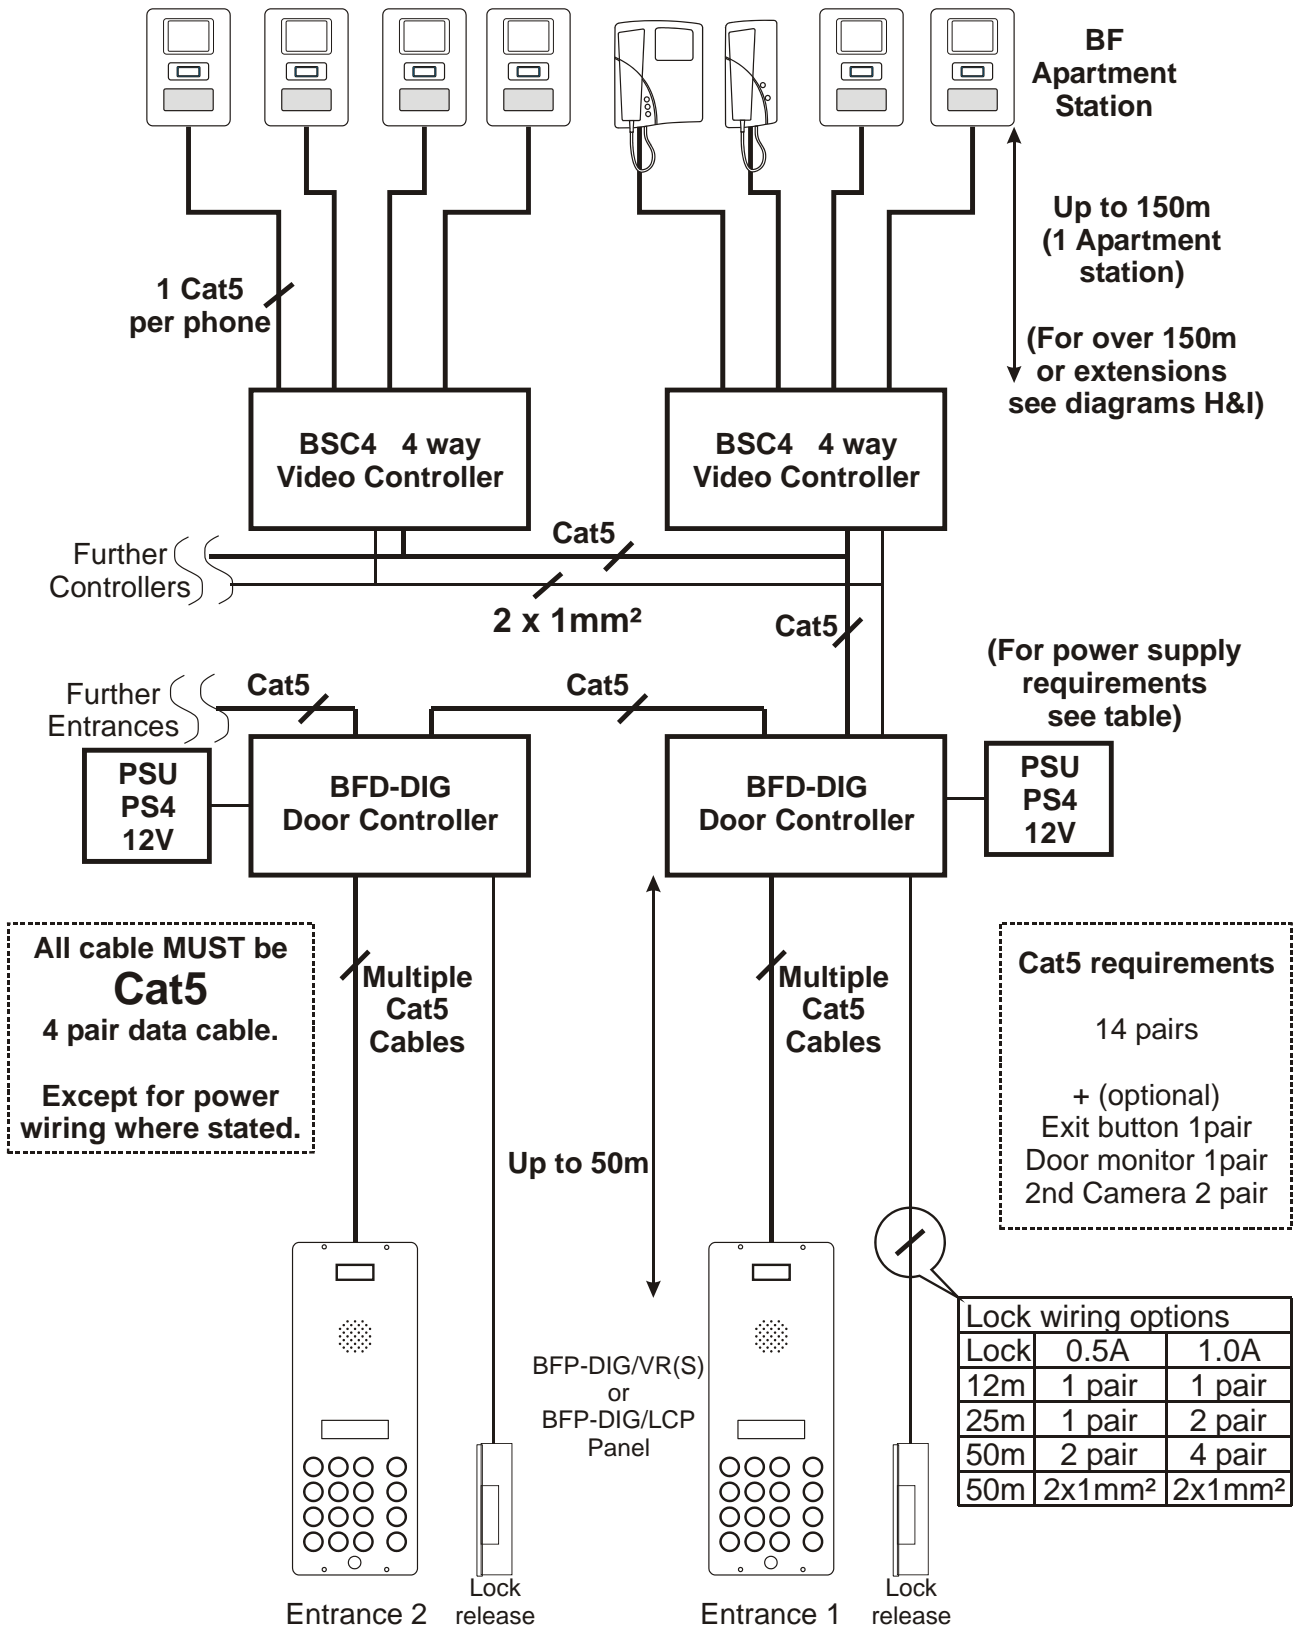 BF
Apartment
Station
Up to 150m
(1 Apartment
station)
(For over 150m
or extensions
see diagrams H&I)
1 Cat5
per phone
BSC4 4 way
Video Controller
BSC4 4 way
Video Controller
Further
Controllers
Cat5
2 x 1mm²
Cat5
(For power supply
requirements
see table)
Further
Entrances
Cat5
Cat5
PSU
PS4
12V
BFD-DIG
Door Controller
BFD-DIG
Door Controller
PSU
PS4
12V
All cable MUST be
Cat5
4 pair data cable.
Except for power
wiring where stated.
Multiple
Cat5
Cables
Multiple
Cat5
Cables
Cat5 requirements
14 pairs
+ (optional)
Exit button 1pair
Door monitor 1pair
2nd Camera 2 pair
Up to 50m
BFP-DIG/VR(S)
or
BFP-DIG/LCP
Panel
Lock wiring options
Lock 0.5A 1.0A
12m 1 pair 1 pair
25m 1 pair 2 pair
50m 2 pair 4 pair
50m 2x1mm² 2x1mm²
Entrance 2
Lock
release
Entrance 1
Lock
release